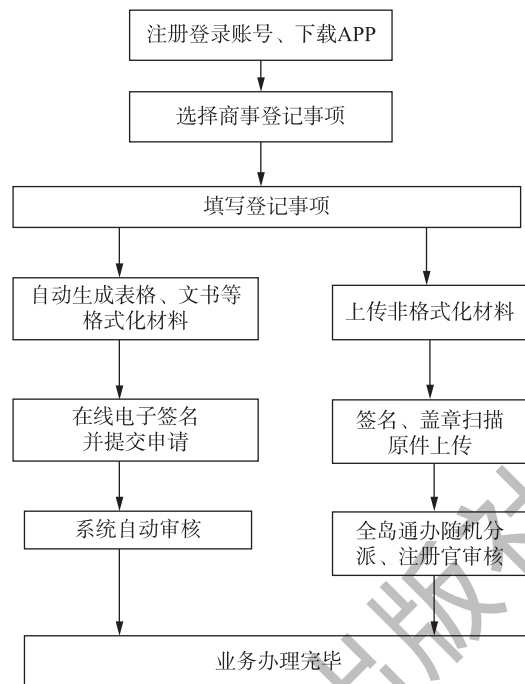 注册登录账号、下载APP
选择商事登记事项
填写登记事项
自动生成表格、文书等
格式化材料
上传非格式化材料
在线电子签名
并提交申请
签名、盖章扫描
原件上传
系统自动审核
全岛通办随机分
派、注册官审核
业务办理完毕
出版社